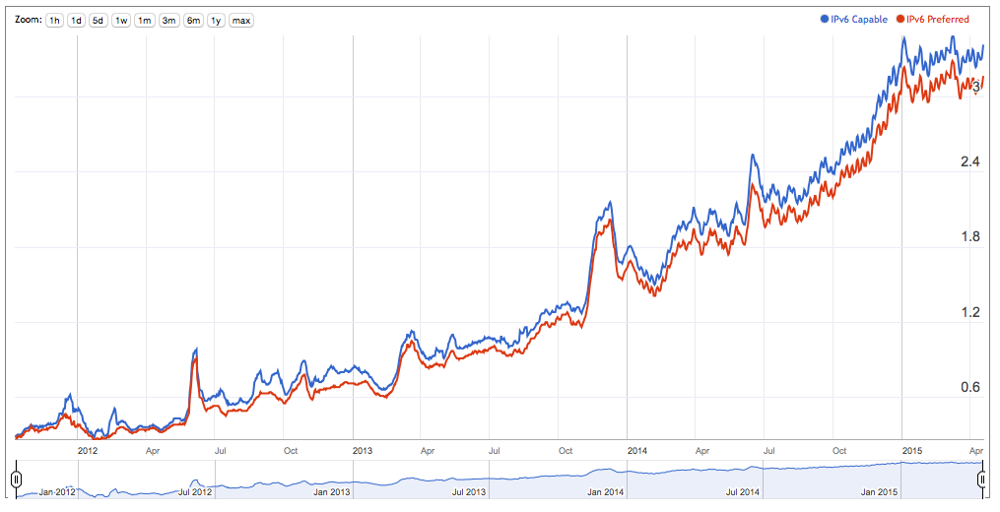 Zoom: 1h 1d 5d 1w 1m 3m 6m 1y max IPv6 Capable IPv6 Preferred
3
2.4
1.8
1.2
0.6
2012 Apr Jul Oct 2013 Apr Jul Oct 2014 Apr Jul Oct 2015 Apr
Jan 2012 Jul 2012 Jan 2013 Jul 2013 Jan 2014 Jul 2014 Jan 2015